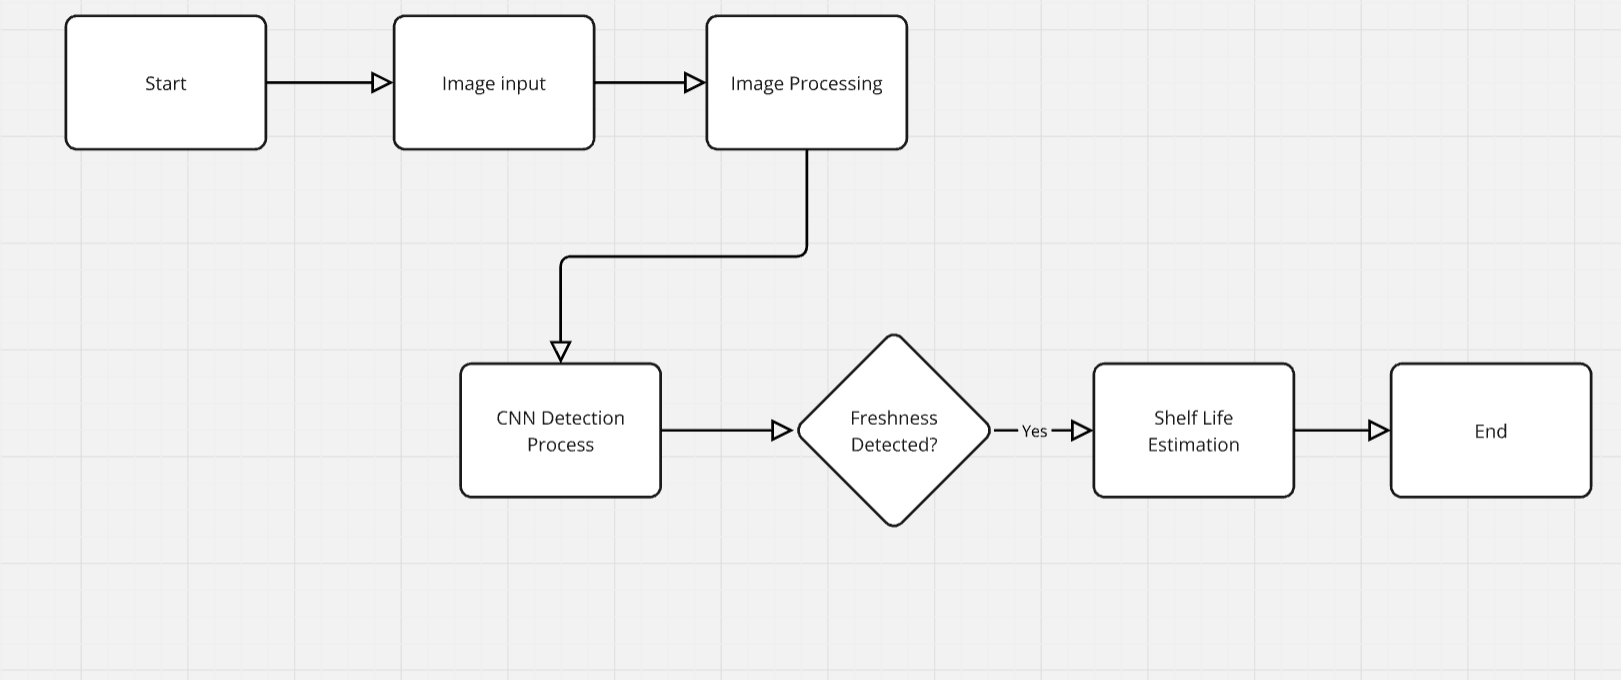 Start
Image input
Image Processing
CNN Detection
Process
Freshness
Detected?
Yes
Shelf Life
Estimation
End